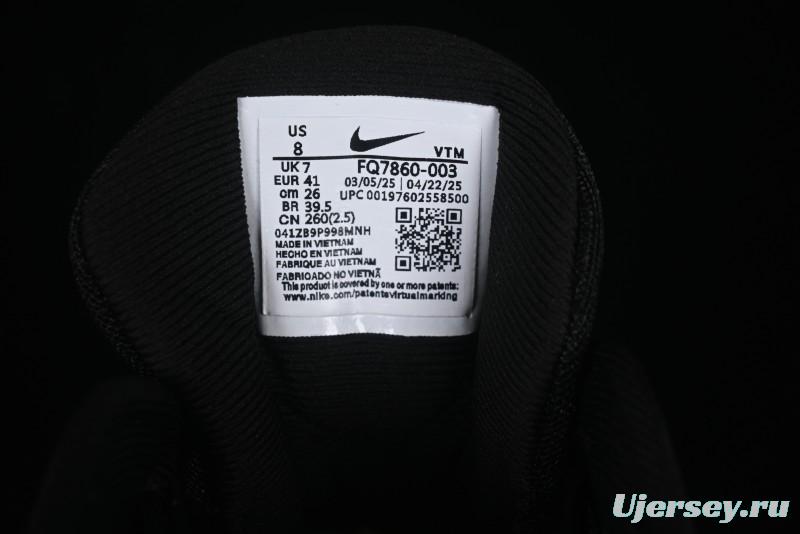 US
8
VTM
UK 7
FQ7860-003
EUR 41
03/05/25 | 04/22/25
cm 26
UPC 00197602558500
BR 39.5
CN 260(2.5)
041ZB9P998MNH
MADE IN VIETNAM
HECHO EN VIETNAM
FABRIQUE AU VIETNAM
FABRICADO NO VIETNÃ
This product is covered by one or more patents:
www.nike.com/patentsvirtualmarking
Ujersey.ru